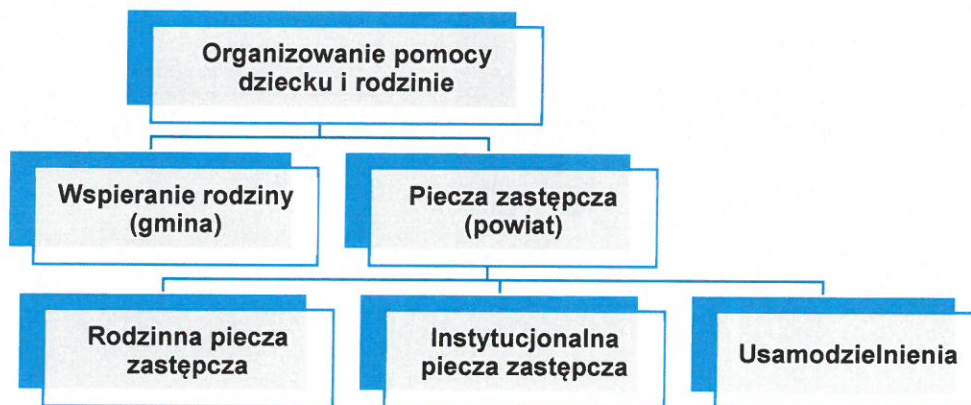 Organizowanie pomocy
dziecku i rodzinie
Wspieranie rodziny
(gmina)
Piecza zastępcza
(powiat)
Rodzinna piecza
zastępcza
Instytucjonalna
piecza zastępcza
Usamodzielnienia